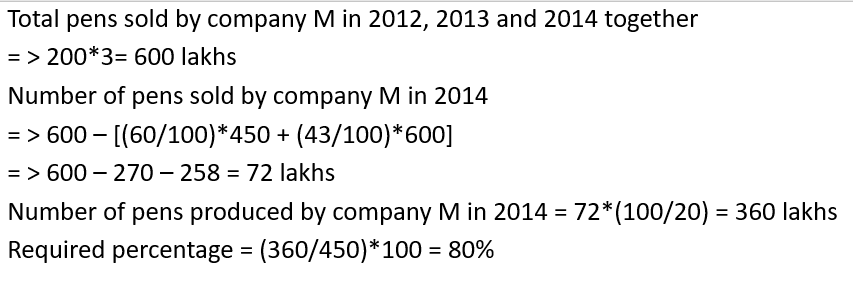 Total pens sold by company M in 2012, 2013 and 2014 together
= > 200*3= 600 lakhs
Number of pens sold by company M in 2014
= > 600 – [(60/100)*450 + (43/100)*600]
= > 600 – 270 – 258 = 72 lakhs
Number of pens produced by company M in 2014 = 72*(100/20) = 360 lakhs
Required percentage = (360/450)*100 = 80%